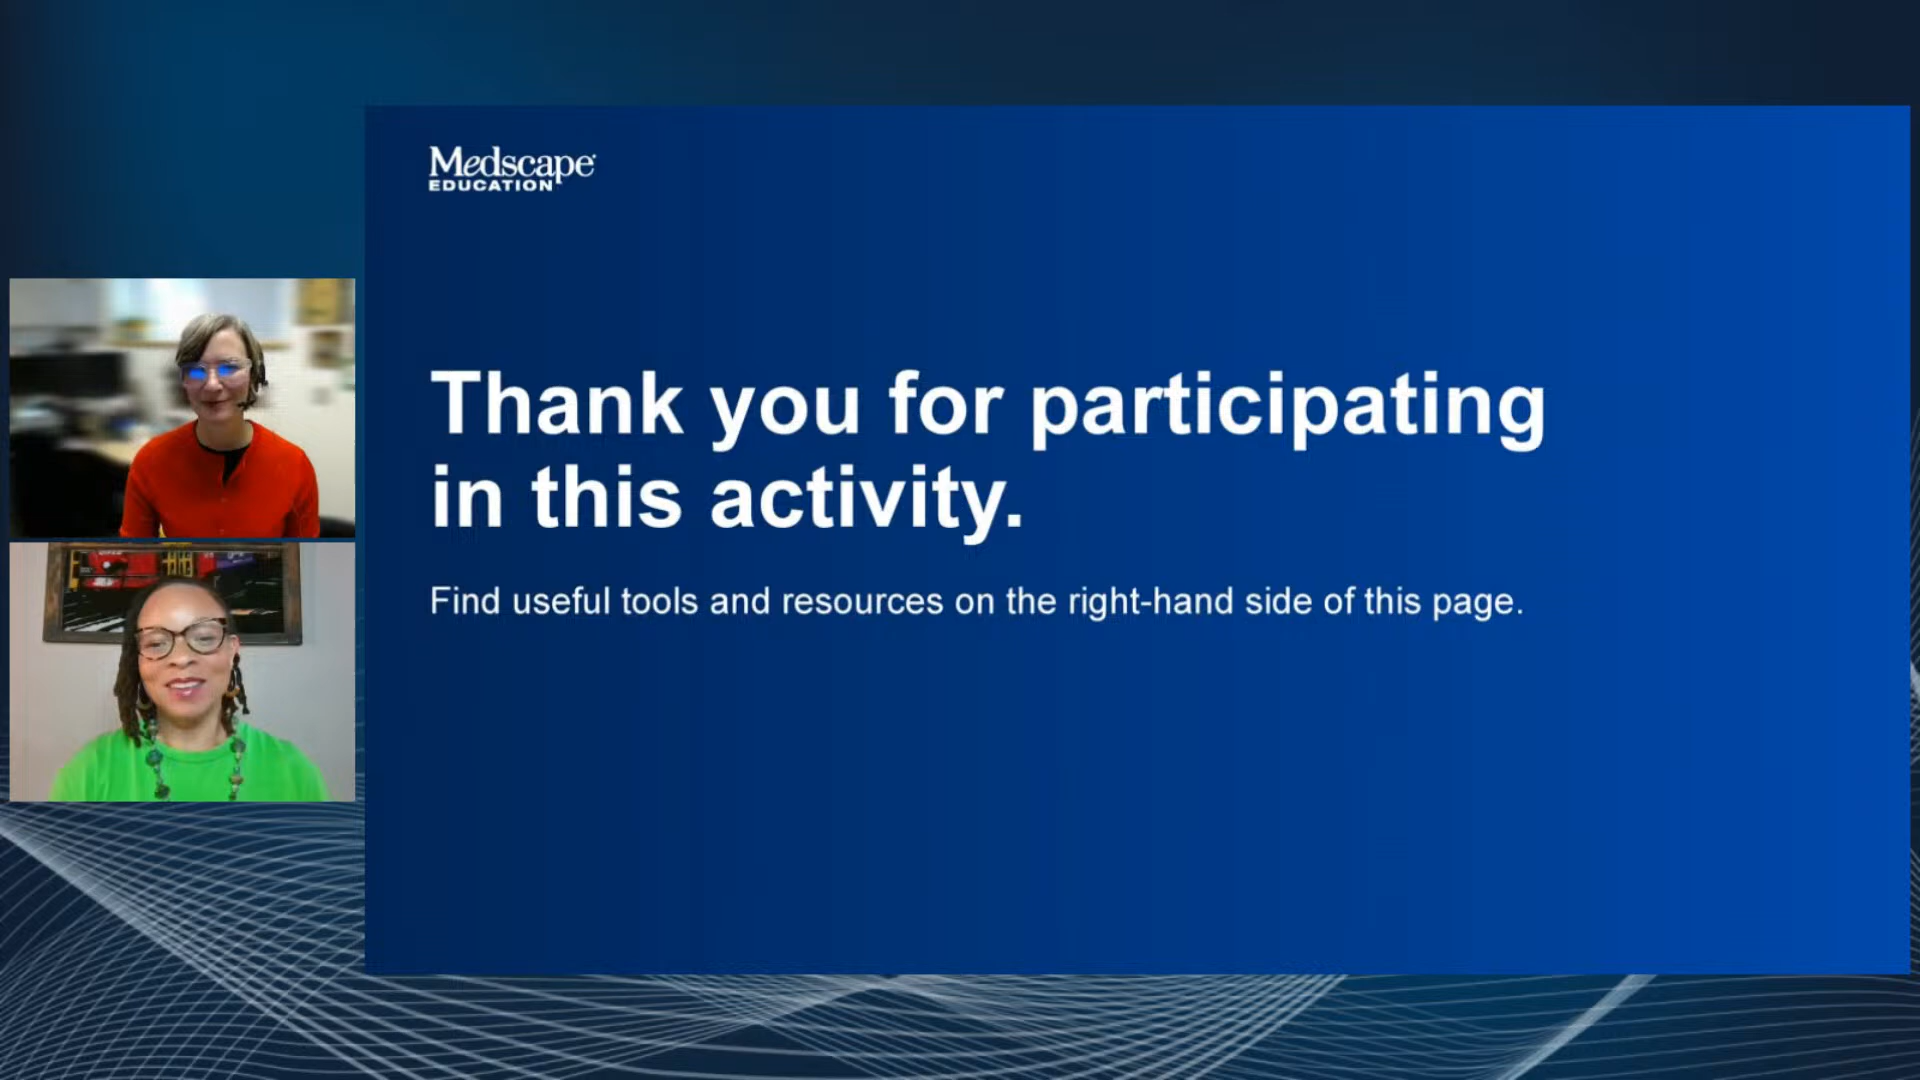 Medscape
EDUCATION
Thank you for participating
in this activity.
Find useful tools and resources on the right-hand side of this page.